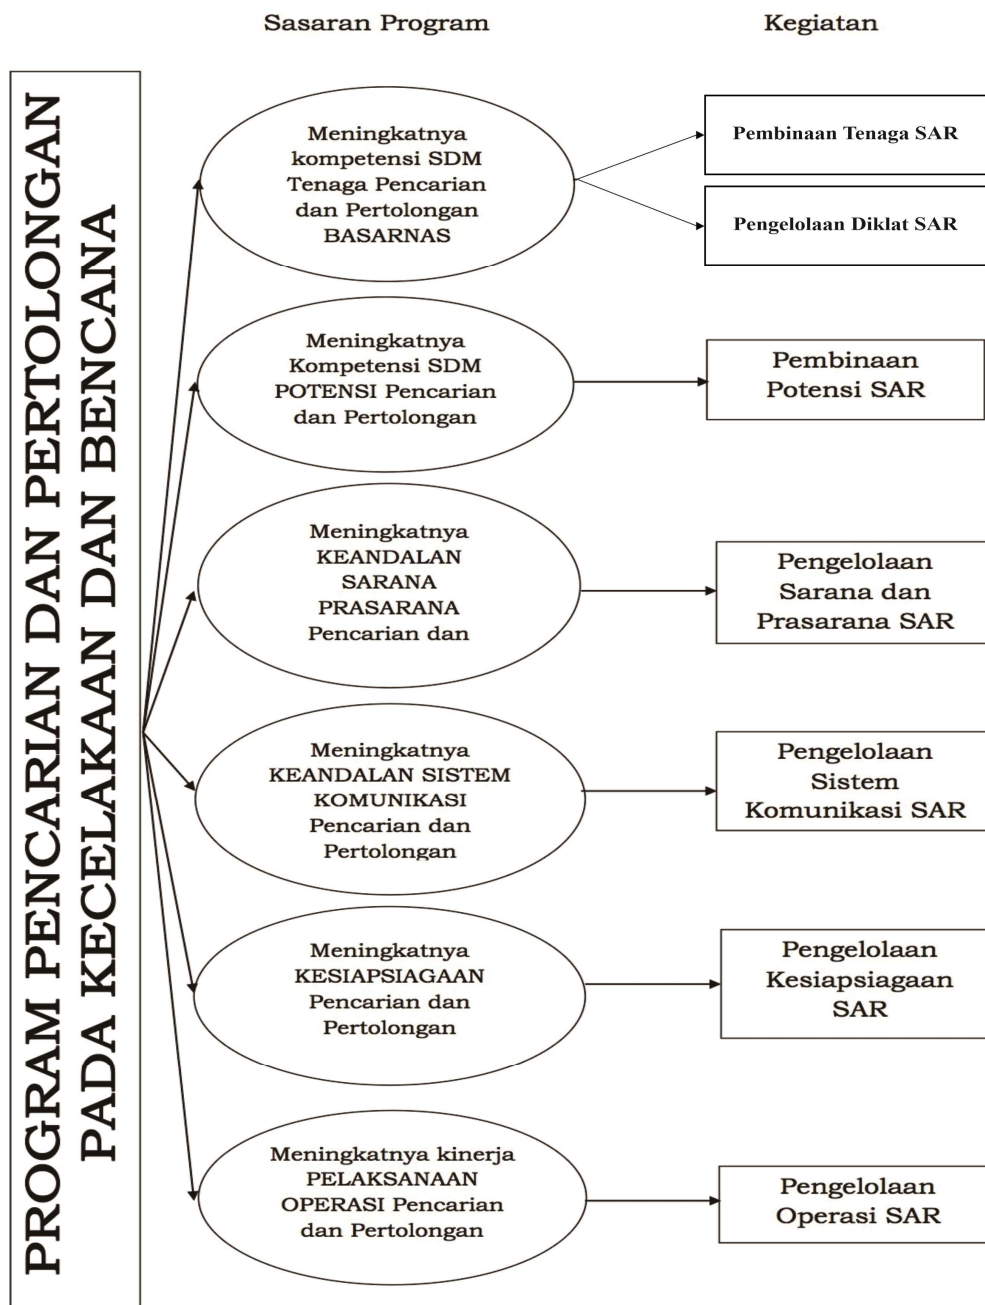 Sasaran Program
Kegiatan
PROGRAM PENCARIAN DAN PERTOLONGAN
PADA KECELAKAAN DAN BENCANA
Meningkatnya
kompetensi SDM
Tenaga Pencarian
dan Pertolongan
BASARNAS
Pembinaan Tenaga SAR
Pengelolaan Diklat SAR
Meningkatnya
Kompetensi SDM
POTENSI Pencarian
dan Pertolongan
Pembinaan
Potensi SAR
Meningkatnya
KEANDALAN
SARANA
PRASARANA
Pencarian dan
Pengelolaan
Sarana dan
Prasarana SAR
Meningkatnya
KEANDALAN SISTEM
KOMUNIKASI
Pencarian dan
Pertolongan
Pengelolaan
Sistem
Komunikasi SAR
Meningkatnya
KESIAPSIAGAAN
Pencarian dan
Pertolongan
Pengelolaan
Kesiapsiagaan
SAR
Meningkatnya kinerja
PELAKSANAAN
OPERASI Pencarian
dan Pertolongan
Pengelolaan
Operasi SAR